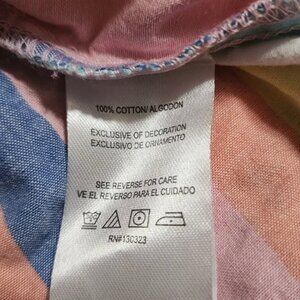 100% COTTON/ALGODON
EXCLUSIVE OF DECORATION
EXCLUSIVO DE ORNAMENTO
SEE REVERSE FOR CARE
VE EL REVERSO PARA EL CUIDADO
RN#130323